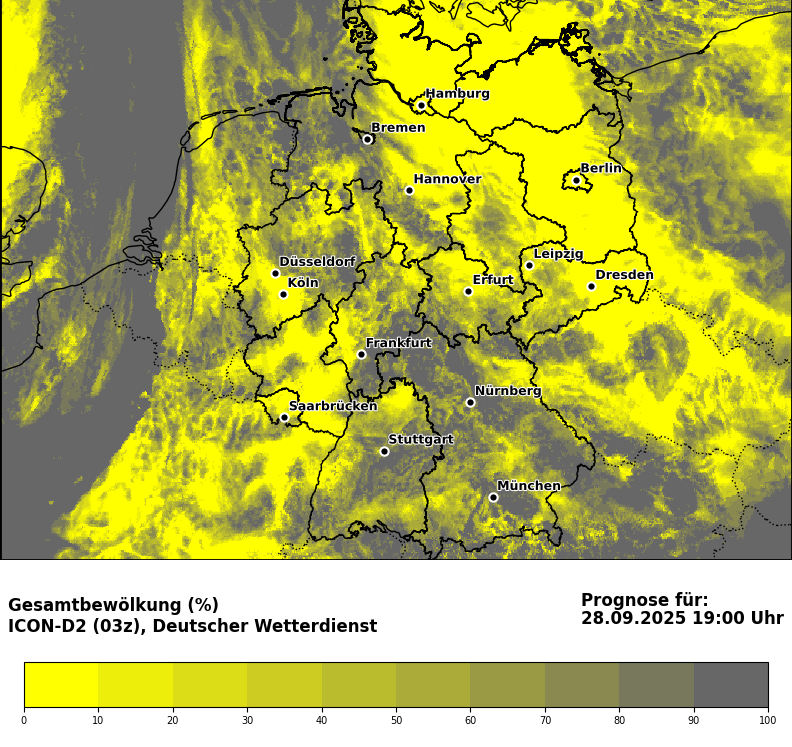 Hamburg
Bremen
Berlin
Hannover
Leipzig
Düsseldorf
Dresden
Köln
Erfurt
Frankfurt
Nürnberg
Saarbrücken
Stuttgart
München
Gesamtbewölkung (%)
ICON-D2 (03z), Deutscher Wetterdienst
Prognose für:
28.09.2025 19:00 Uhr
0 10 20 30 40 50 60 70 80 90 100